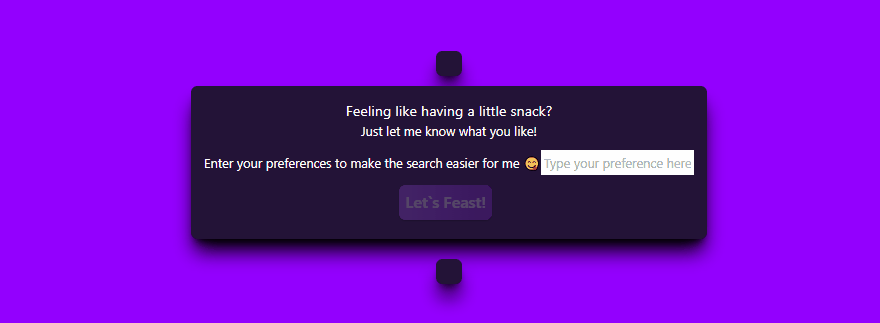 Feeling like having a little snack?
Just let me know what you like!
Enter your preferences to make the search easier for me 😊 Type your preference here
Let`s Feast!